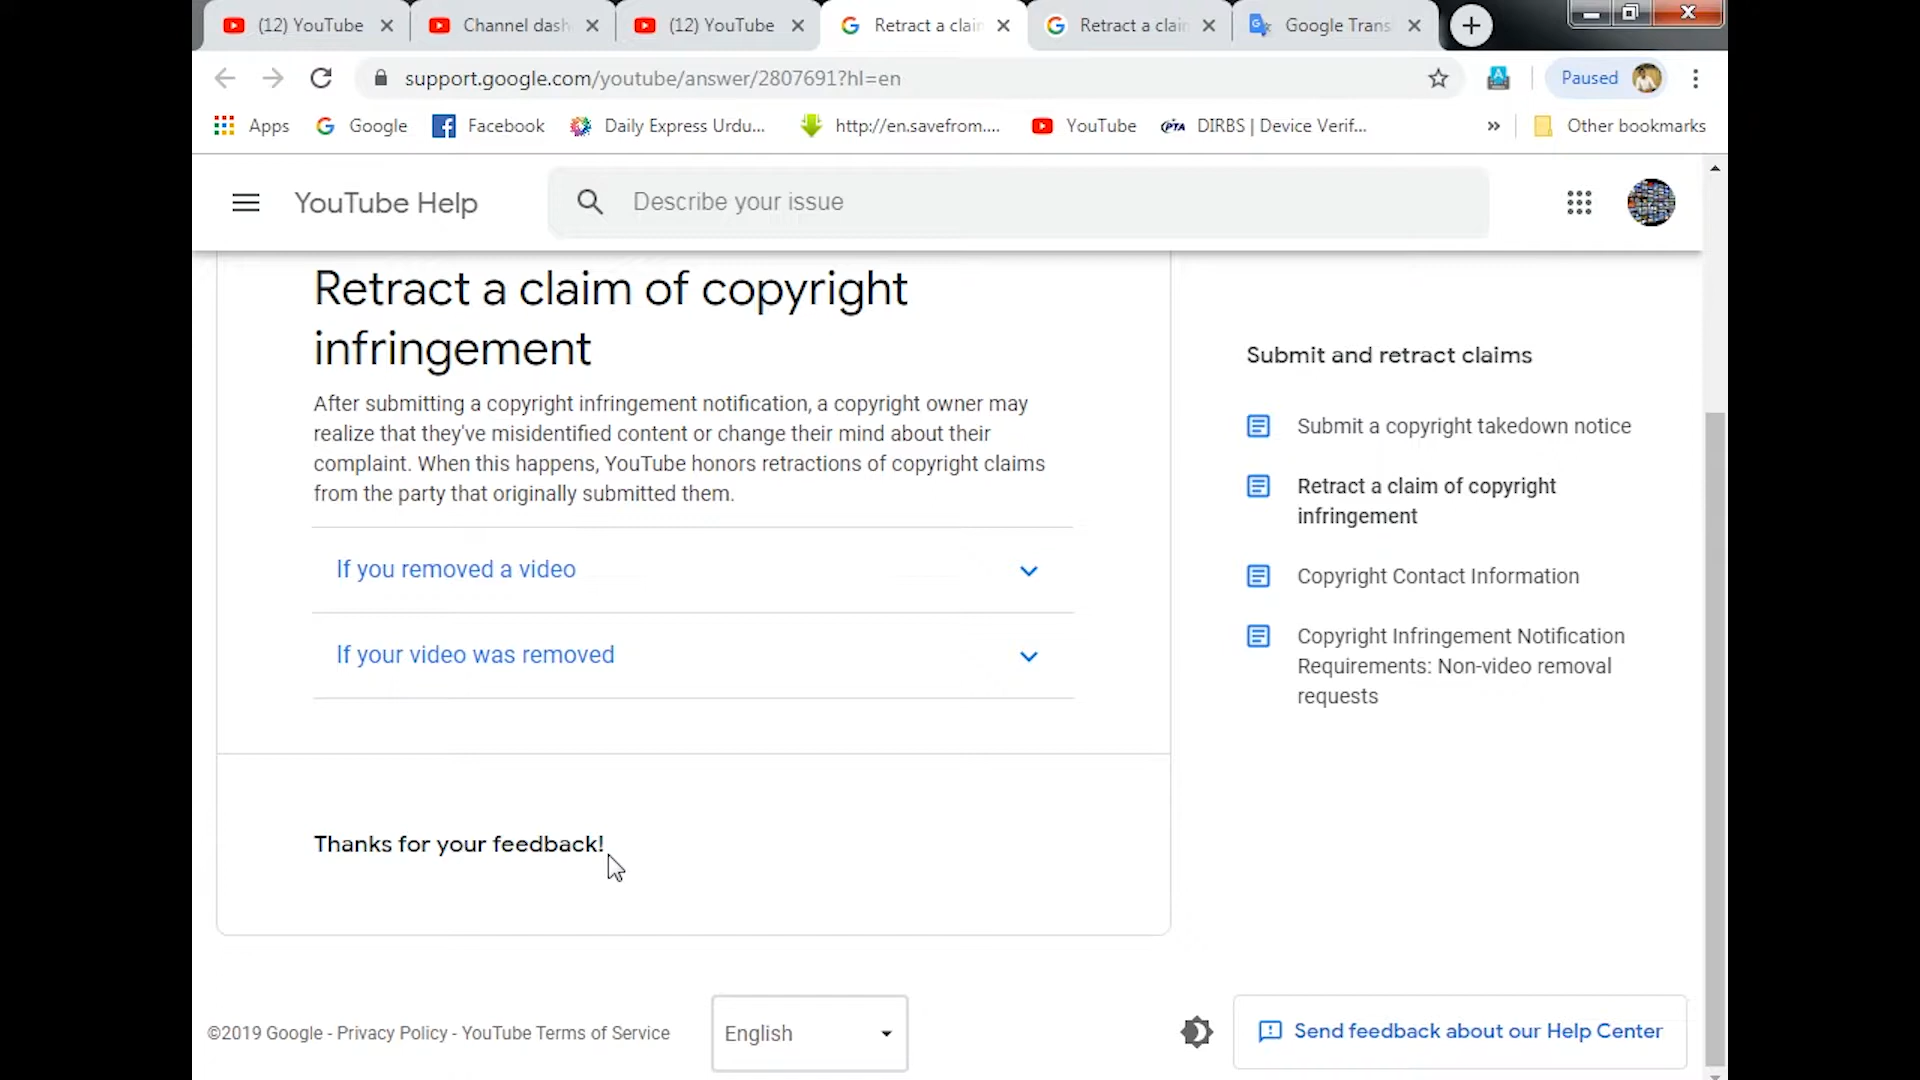 (12) YouTube
Channel dash
(12) YouTube
Retract a clai
Retract a clai
Google Trans
support.google.com/youtube/answer/2807691?hl=en
Paused
Apps
Google
Facebook
Daily Express Urdu...
http://en.savefrom....
YouTube
PTA
DIRBS | Device Verif...
»
Other bookmarks
YouTube Help
Describe your issue
Retract a claim of copyright
infringement
After submitting a copyright infringement notification, a copyright owner may
realize that they've misidentified content or change their mind about their
complaint. When this happens, YouTube honors retractions of copyright claims
from the party that originally submitted them.
If you removed a video
If your video was removed
Thanks for your feedback!
Submit and retract claims
Submit a copyright takedown notice
Retract a claim of copyright
infringement
Copyright Contact Information
Copyright Infringement Notification
Requirements: Non-video removal
requests
©2019 Google - Privacy Policy - YouTube Terms of Service
English
Send feedback about our Help Center